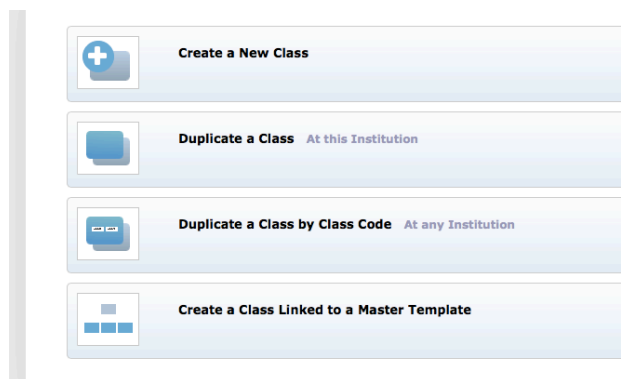 Create a New Class
Duplicate a Class At this Institution
Duplicate a Class by Class Code At any Institution
Create a Class Linked to a Master Template